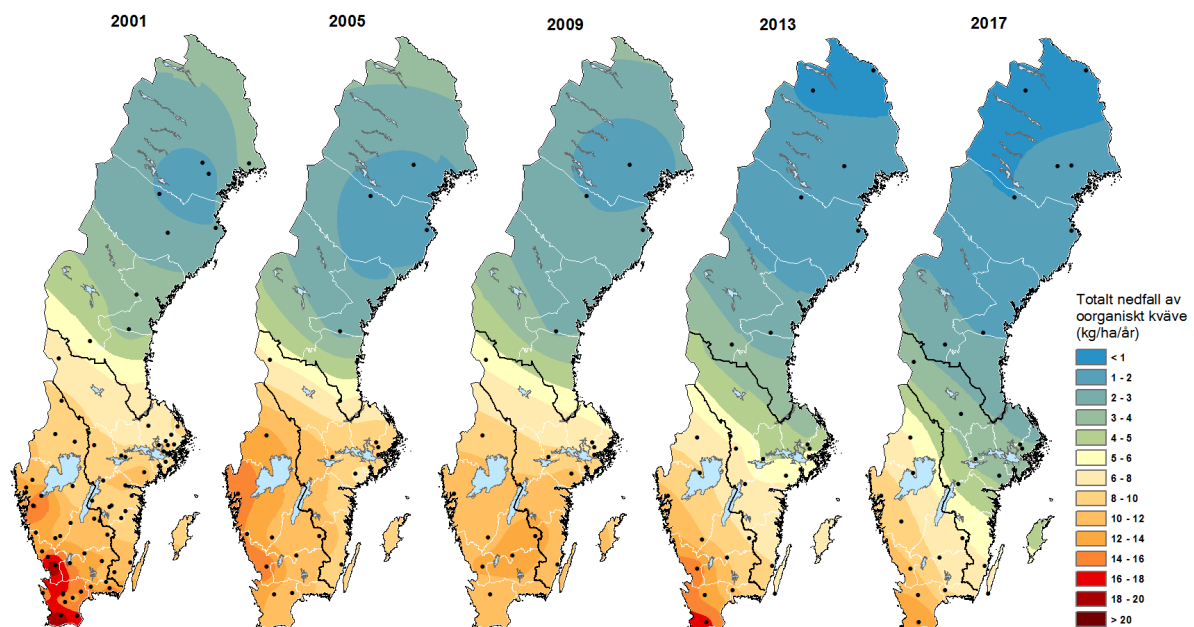 2001
2005
2009
2013
2017
Totalt nedfall av
oorganiskt kväve
(kg/ha/år)
< 1
1 - 2
2 - 3
3 - 4
4 - 5
5 - 6
6 - 8
8 - 10
10 - 12
12 - 14
14 - 16
16 - 18
18 - 20
> 20